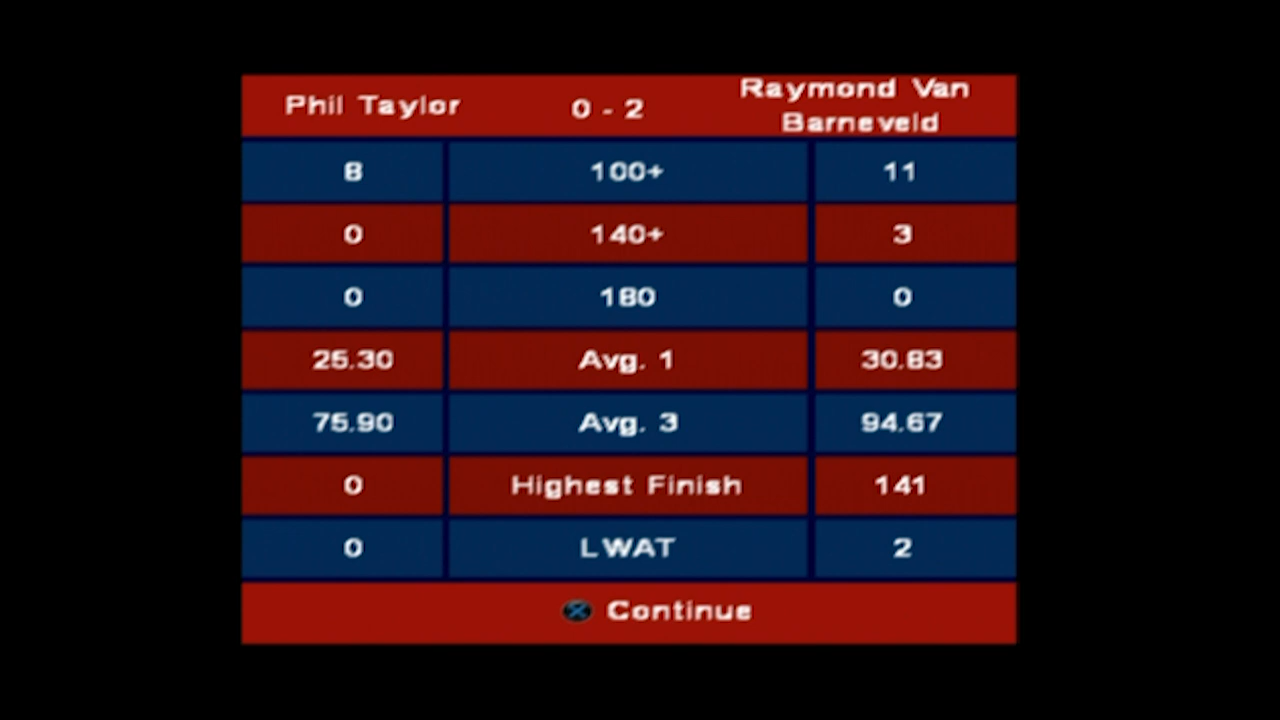 Phil Taylor 0 - 2 Raymond Van
Barneveld
8 100+ 11
0 140+ 3
0 180 0
25.30 Avg. 1 30.83
75.90 Avg. 3 94.67
0 Highest Finish 141
0 LWAT 2
Continue